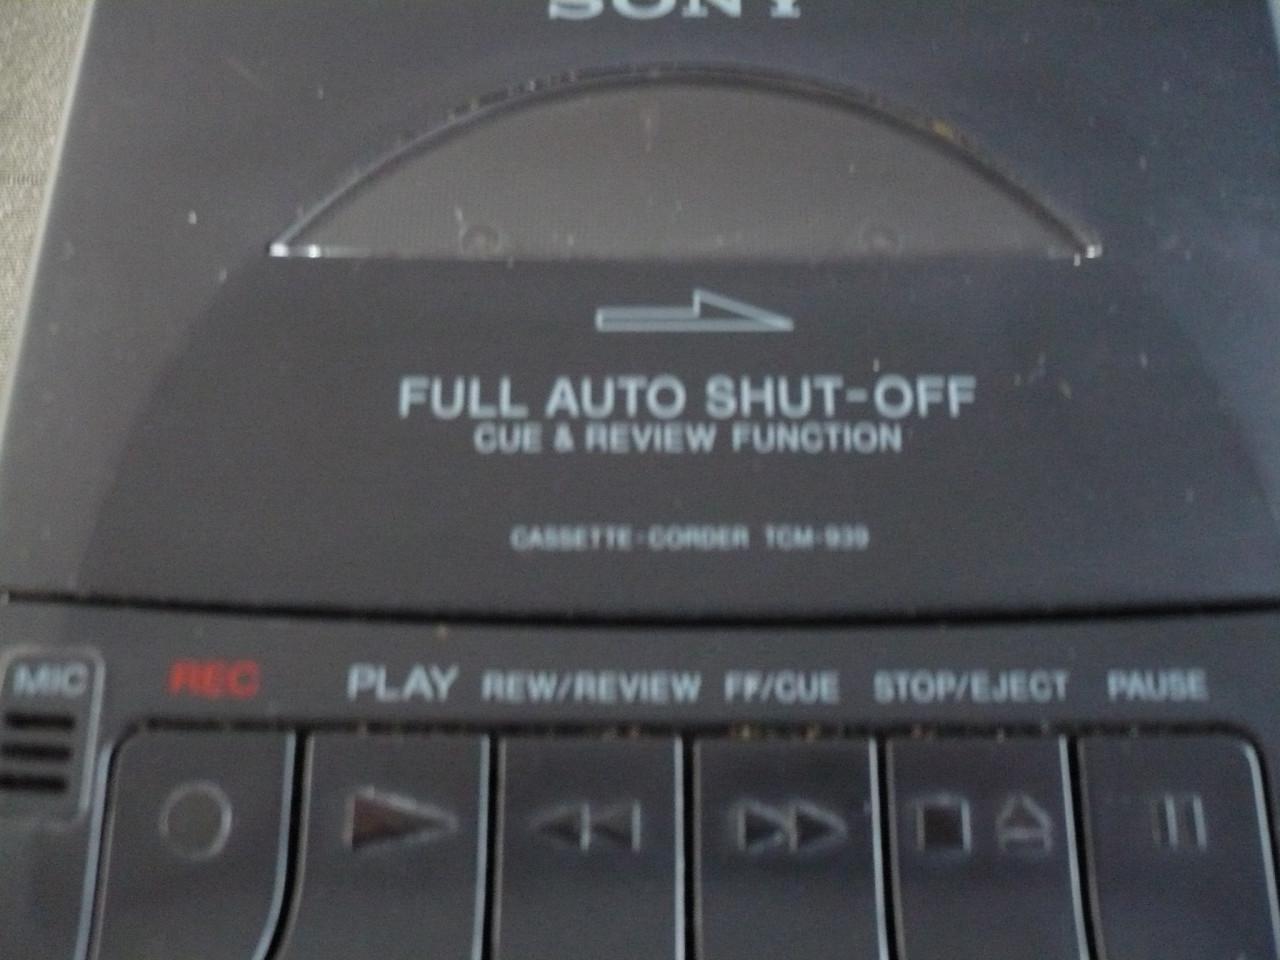 SONY
FULL AUTO SHUT-OFF
CUE & REVIEW FUNCTION
CASSETTE-CORDER TCM-939
MIC REC PLAY REW/REVIEW FF/CUE STOP/EJECT PAUSE